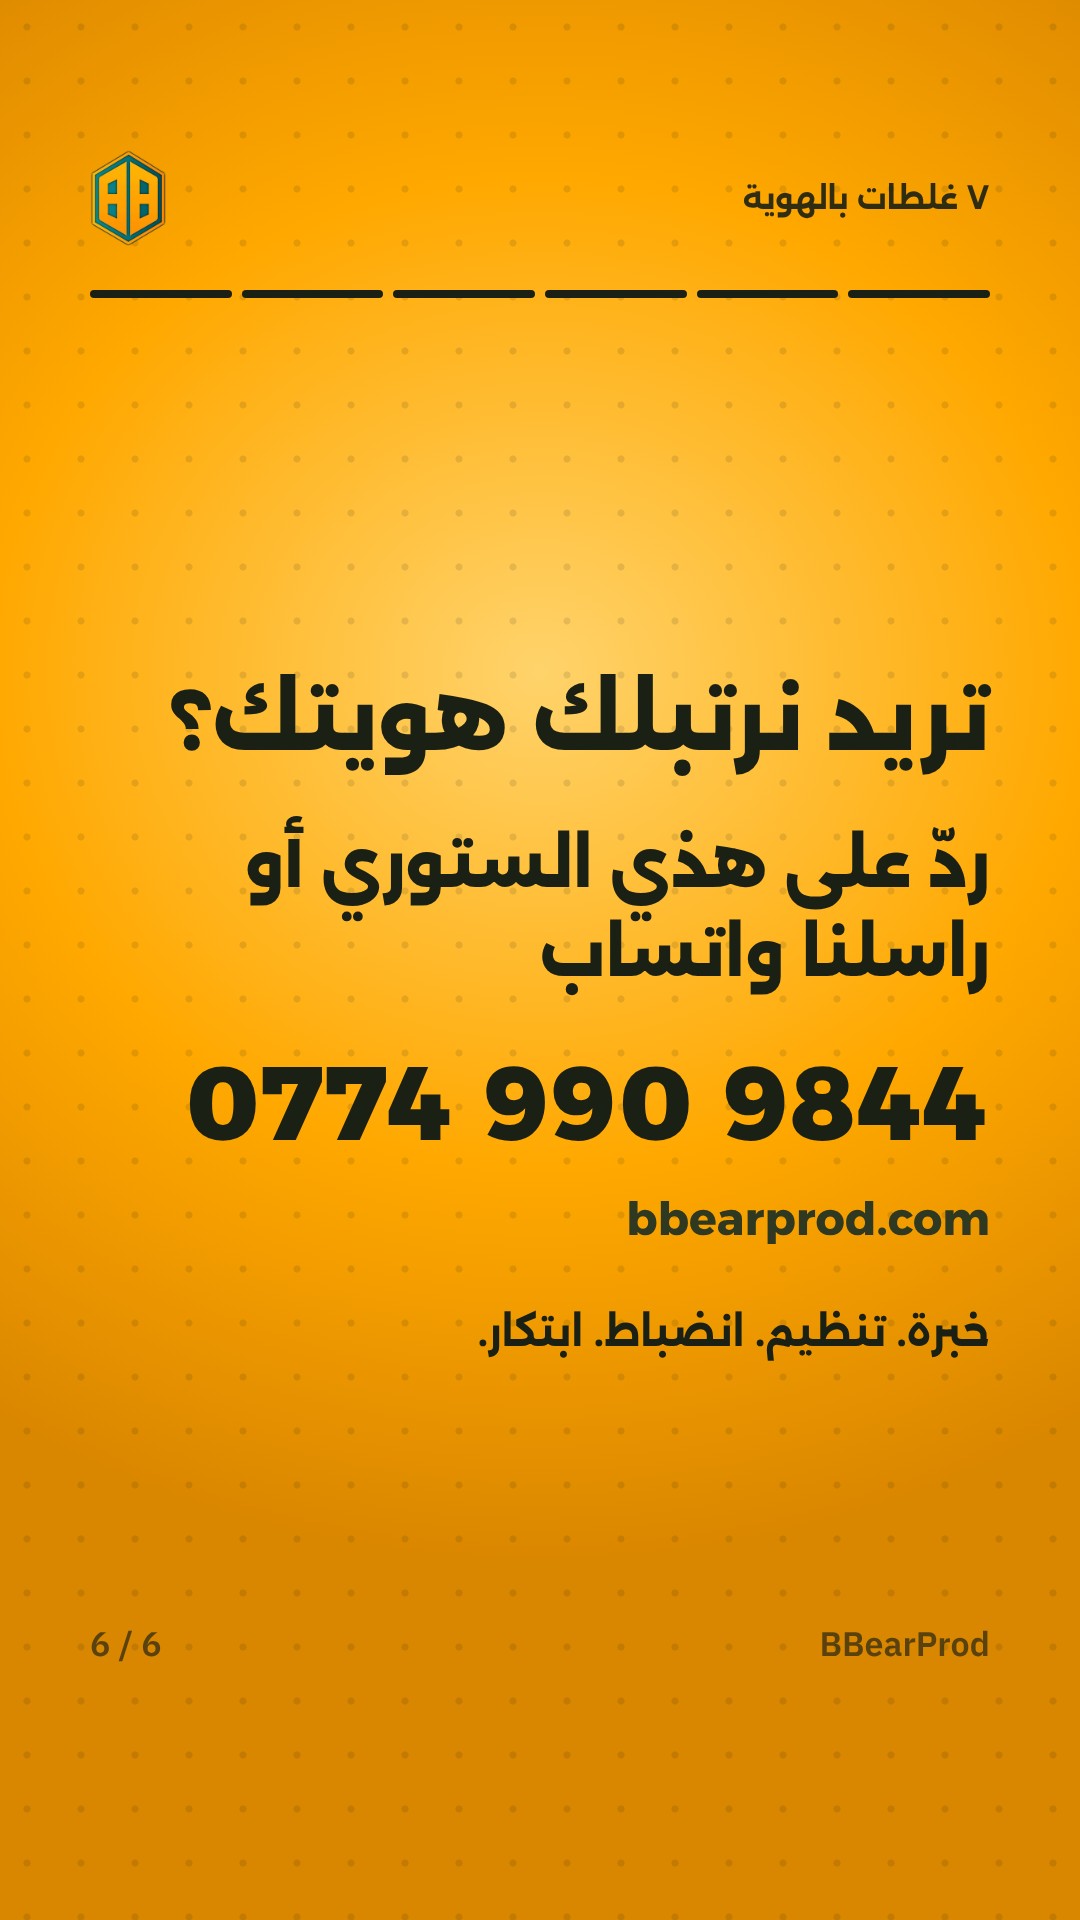 ٧ غلطات بالهوية
تريد نرتبلك هويتك؟
ردّ على هذي الستوري أو
راسلنا واتساب
0774 990 9844
bbearprod.com
خبرة. تنظيم. انضباط. ابتكار.
BBearProd
6 / 6